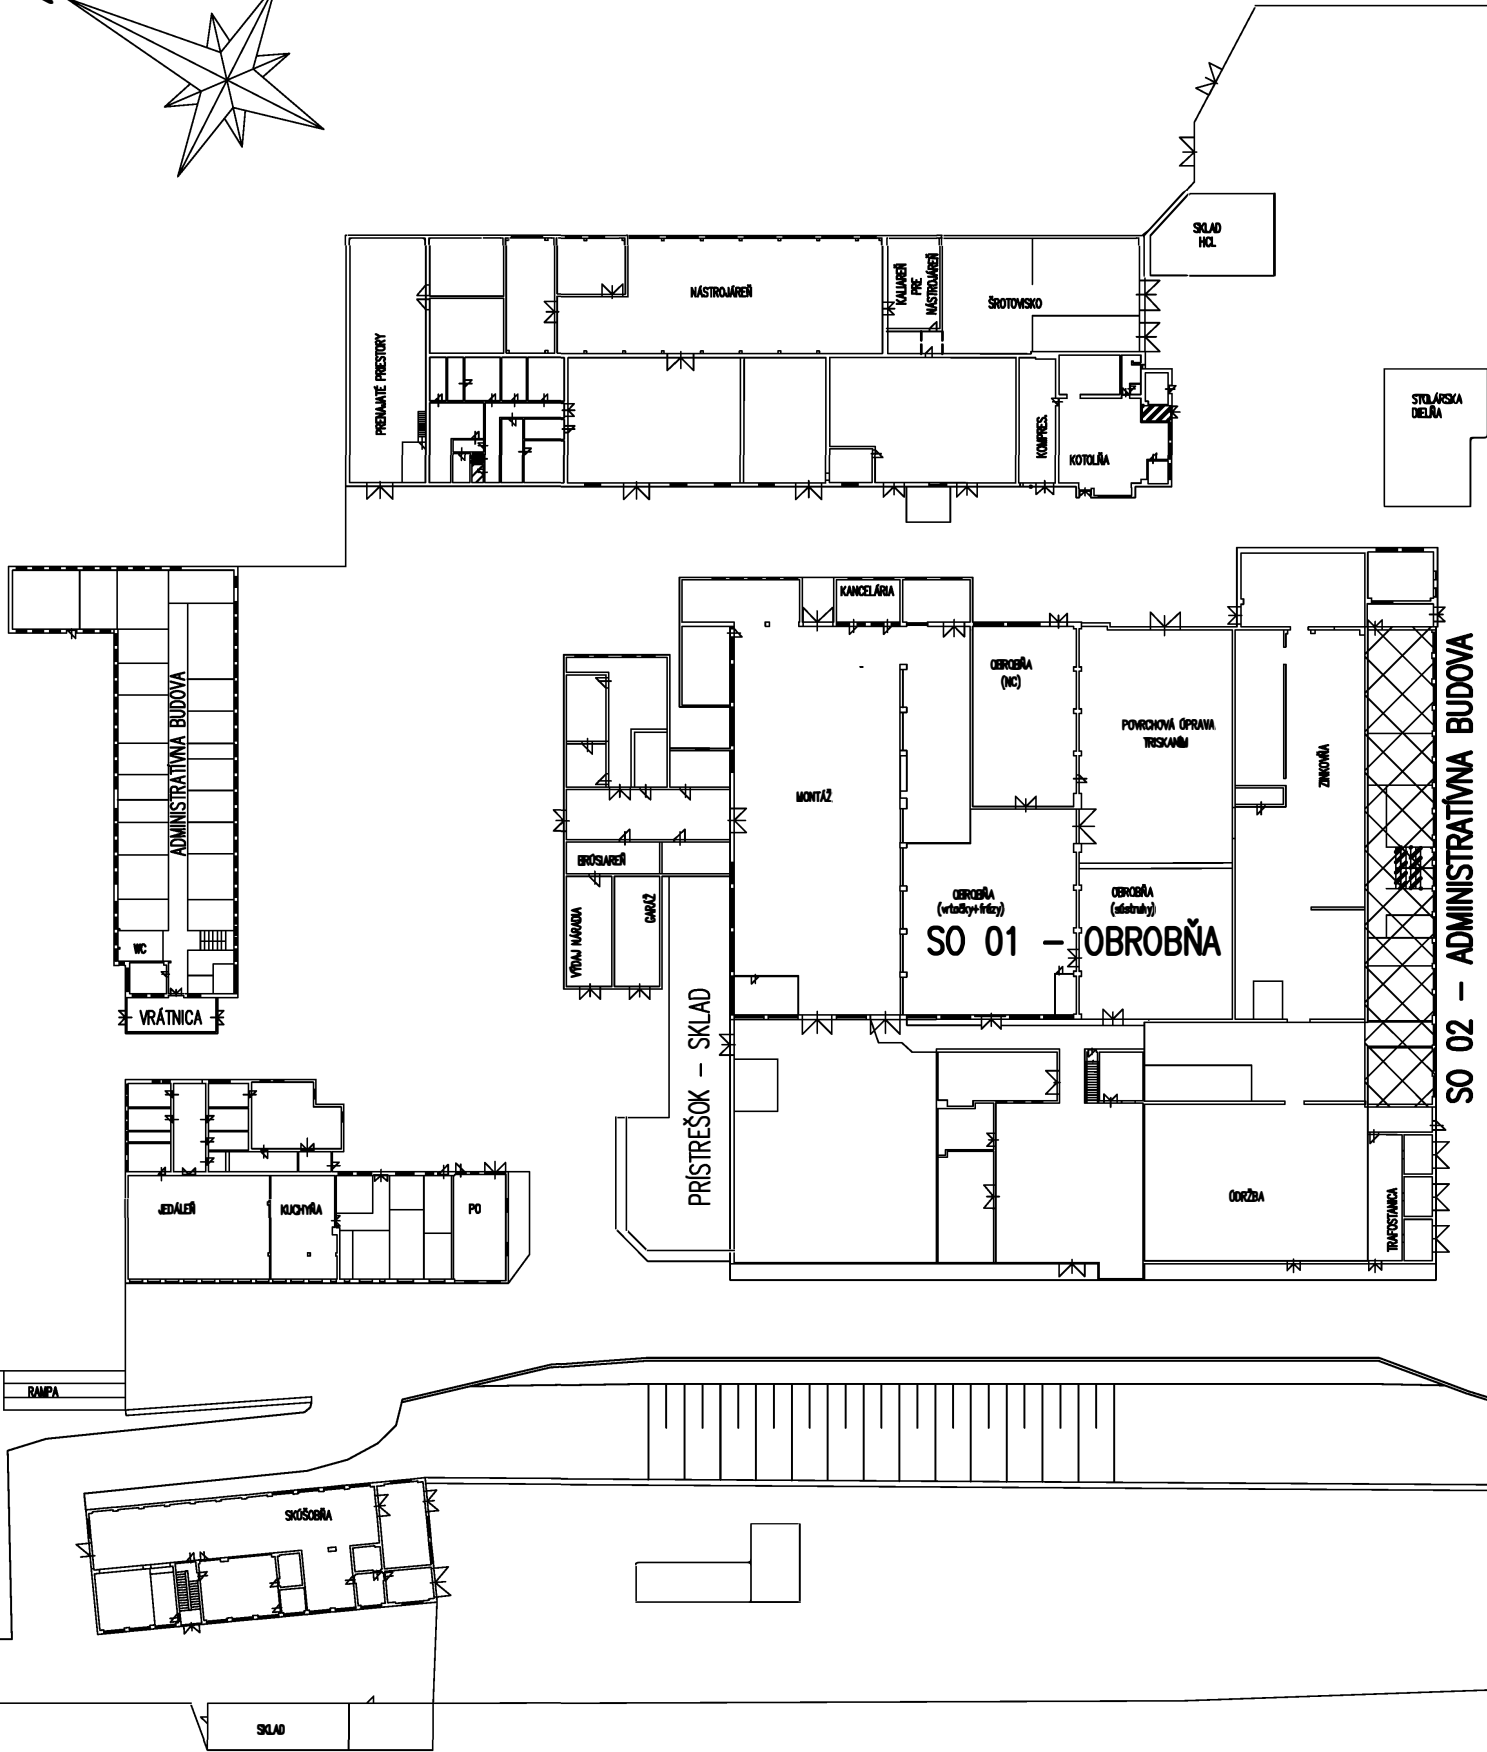 SKLAD
HCL
NÁSTROJÁREŇ
KALIAREŇ
PRE
NÁSTROJÁREŇ
ŠROTOVISKO
PRENAJATÉ PRIESTORY
KOMPRES.
KOTOLŇA
STOLÁRSKA
DIELŇA
KANCELÁRIA
ADMINISTRATÍVNA BUDOVA
OBROBŇA
(NC)
POVRCHOVÁ ÚPRAVA
TRISKANÍM
ZINKOVŇA
MONTÁŽ
SO 02 - ADMINISTRATÍVNA BUDOVA
BRÚSIAREŇ
VÝDAJ NÁRADIA
GARÁŽ
OBROBŇA
(vrtačky+frézy)
OBROBŇA
(sústruhy)
SO 01 - OBROBŇA
WC
VRÁTNICA
PRÍSTREŠOK - SKLAD
JEDÁLEŇ
KUCHYŇA
PO
ÚDRŽBA
TRAFOSTANICA
RAMPA
SKÚŠOBŇA
SKLAD